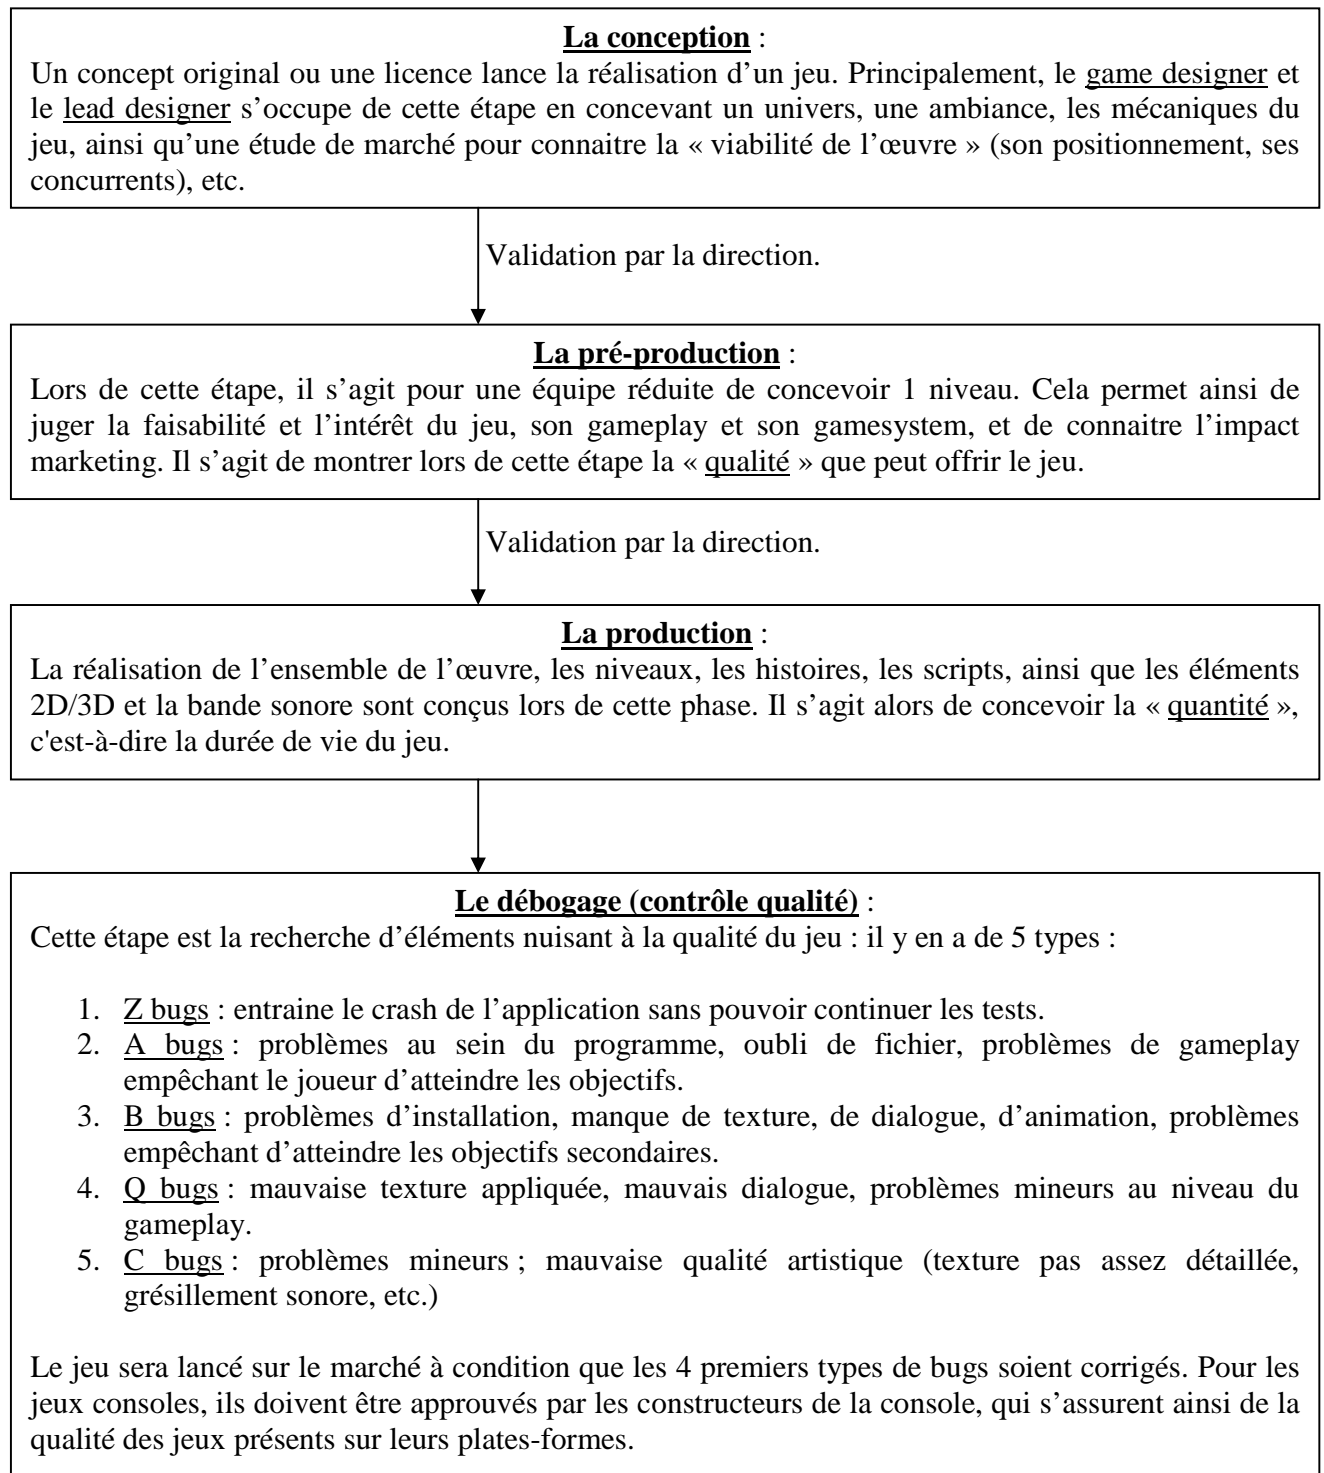 La conception :
Un concept original ou une licence lance la réalisation d’un jeu. Principalement, le game designer et
le lead designer s’occupe de cette étape en concevant un univers, une ambiance, les mécaniques du
jeu, ainsi qu’une étude de marché pour connaitre la « viabilité de l’œuvre » (son positionnement, ses
concurrents), etc.
Validation par la direction.
La pré-production :
Lors de cette étape, il s’agit pour une équipe réduite de concevoir 1 niveau. Cela permet ainsi de
juger la faisabilité et l’intérêt du jeu, son gameplay et son gamesystem, et de connaitre l’impact
marketing. Il s’agit de montrer lors de cette étape la « qualité » que peut offrir le jeu.
Validation par la direction.
La production :
La réalisation de l’ensemble de l’œuvre, les niveaux, les histoires, les scripts, ainsi que les éléments
2D/3D et la bande sonore sont conçus lors de cette phase. Il s’agit alors de concevoir la « quantité »,
c'est-à-dire la durée de vie du jeu.
Le débogage (contrôle qualité) :
Cette étape est la recherche d’éléments nuisant à la qualité du jeu : il y en a de 5 types :
1. Z bugs : entraine le crash de l’application sans pouvoir continuer les tests.
2. A bugs : problèmes au sein du programme, oubli de fichier, problèmes de gameplay
empêchant le joueur d’atteindre les objectifs.
3. B bugs : problèmes d’installation, manque de texture, de dialogue, d’animation, problèmes
empêchant d’atteindre les objectifs secondaires.
4. Q bugs : mauvaise texture appliquée, mauvais dialogue, problèmes mineurs au niveau du
gameplay.
5. C bugs : problèmes mineurs ; mauvaise qualité artistique (texture pas assez détaillée,
grésillement sonore, etc.)
Le jeu sera lancé sur le marché à condition que les 4 premiers types de bugs soient corrigés. Pour les
jeux consoles, ils doivent être approuvés par les constructeurs de la console, qui s’assurent ainsi de la
qualité des jeux présents sur leurs plates-formes.